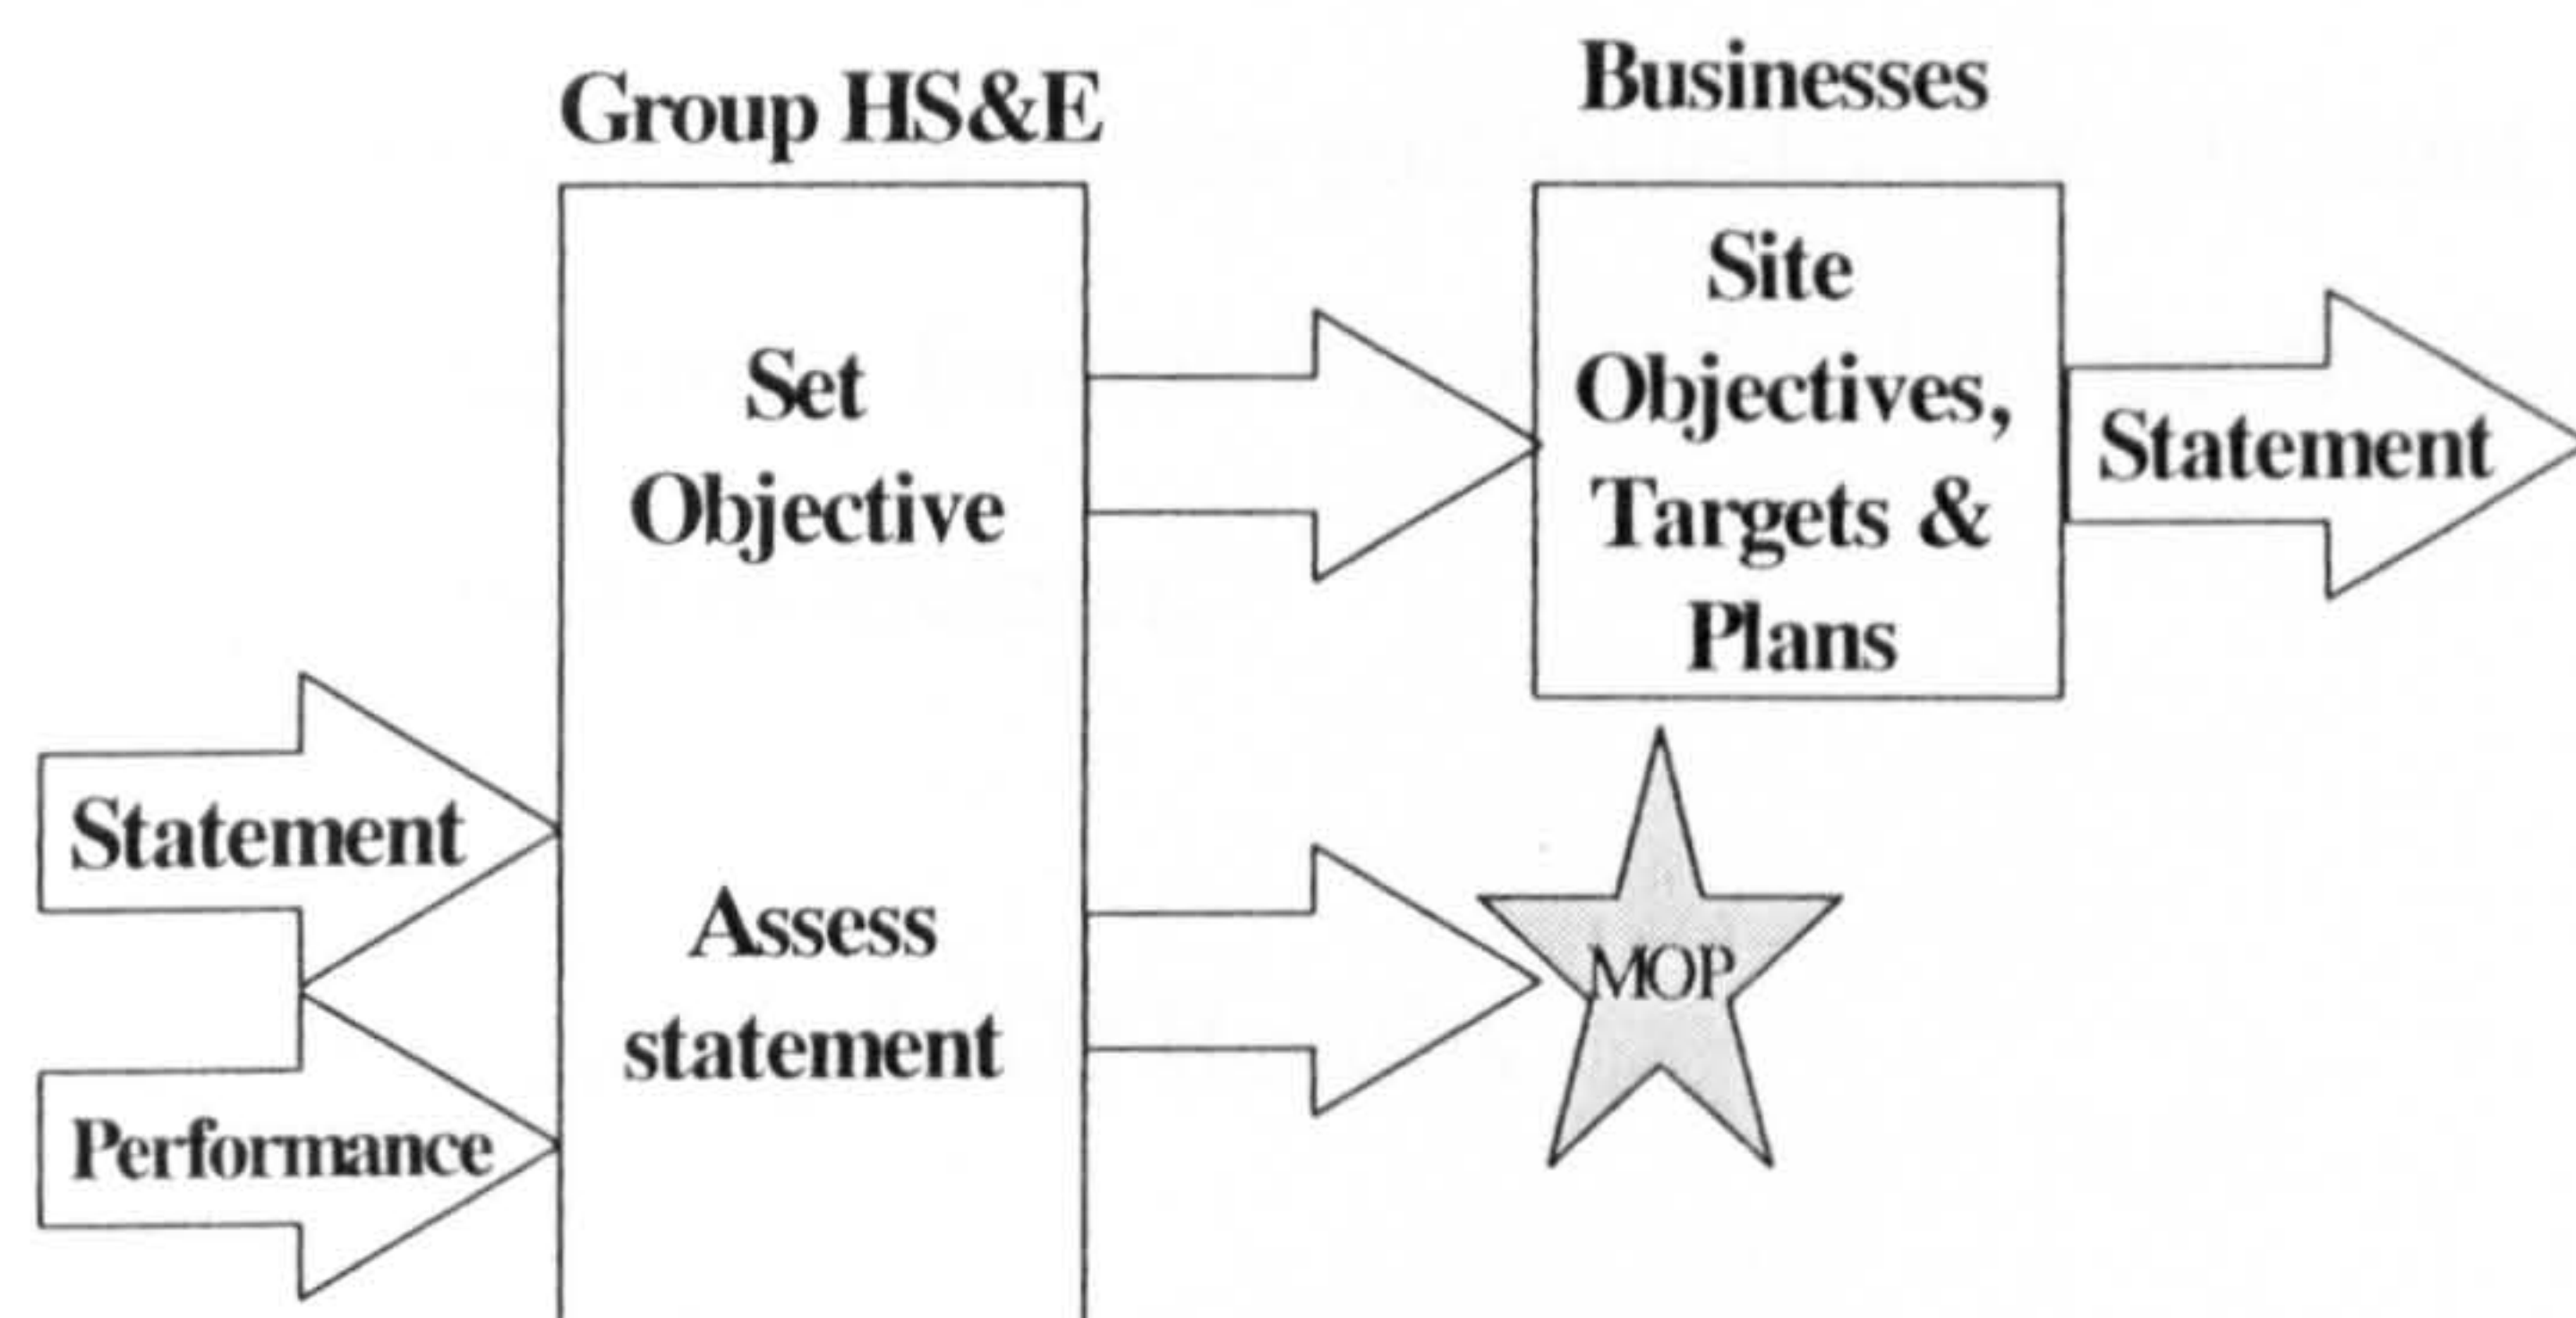 Group HS&E
Businesses
Set
Objective
Site
Objectives,
Targets &
Plans
Statement
Statement
Assess
statement
Performance
MOP